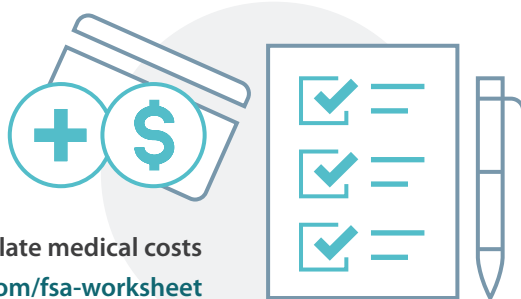 $
late medical costs
om/fsa-worksheet